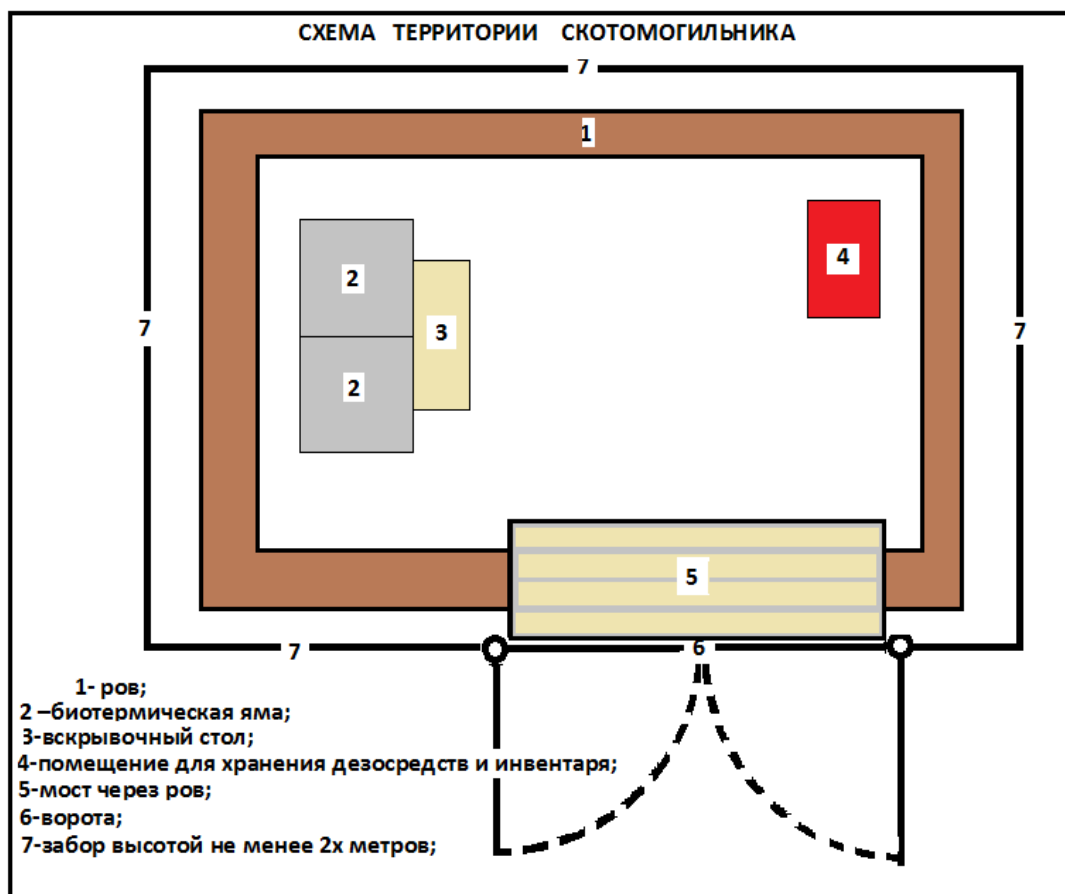 СХЕМА ТЕРРИТОРИИ СКОТОМОГИЛЬНИКА
7
1
2
4
3
7
7
2
5
7
6
1- ров;
2 –биотермическая яма;
3-вскрывочный стол;
4-помещение для хранения дезосредств и инвентаря;
5-мост через ров;
6-ворота;
7-забор высотой не менее 2х метров;